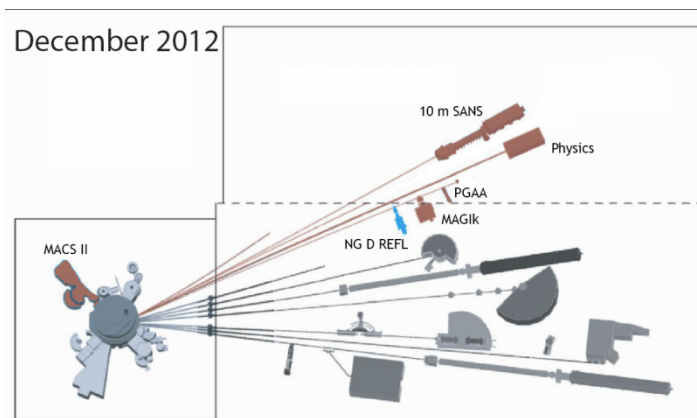 December 2012
10 m SANS
Physics
PGAA
MAGIk
NG D REFL
MACS II